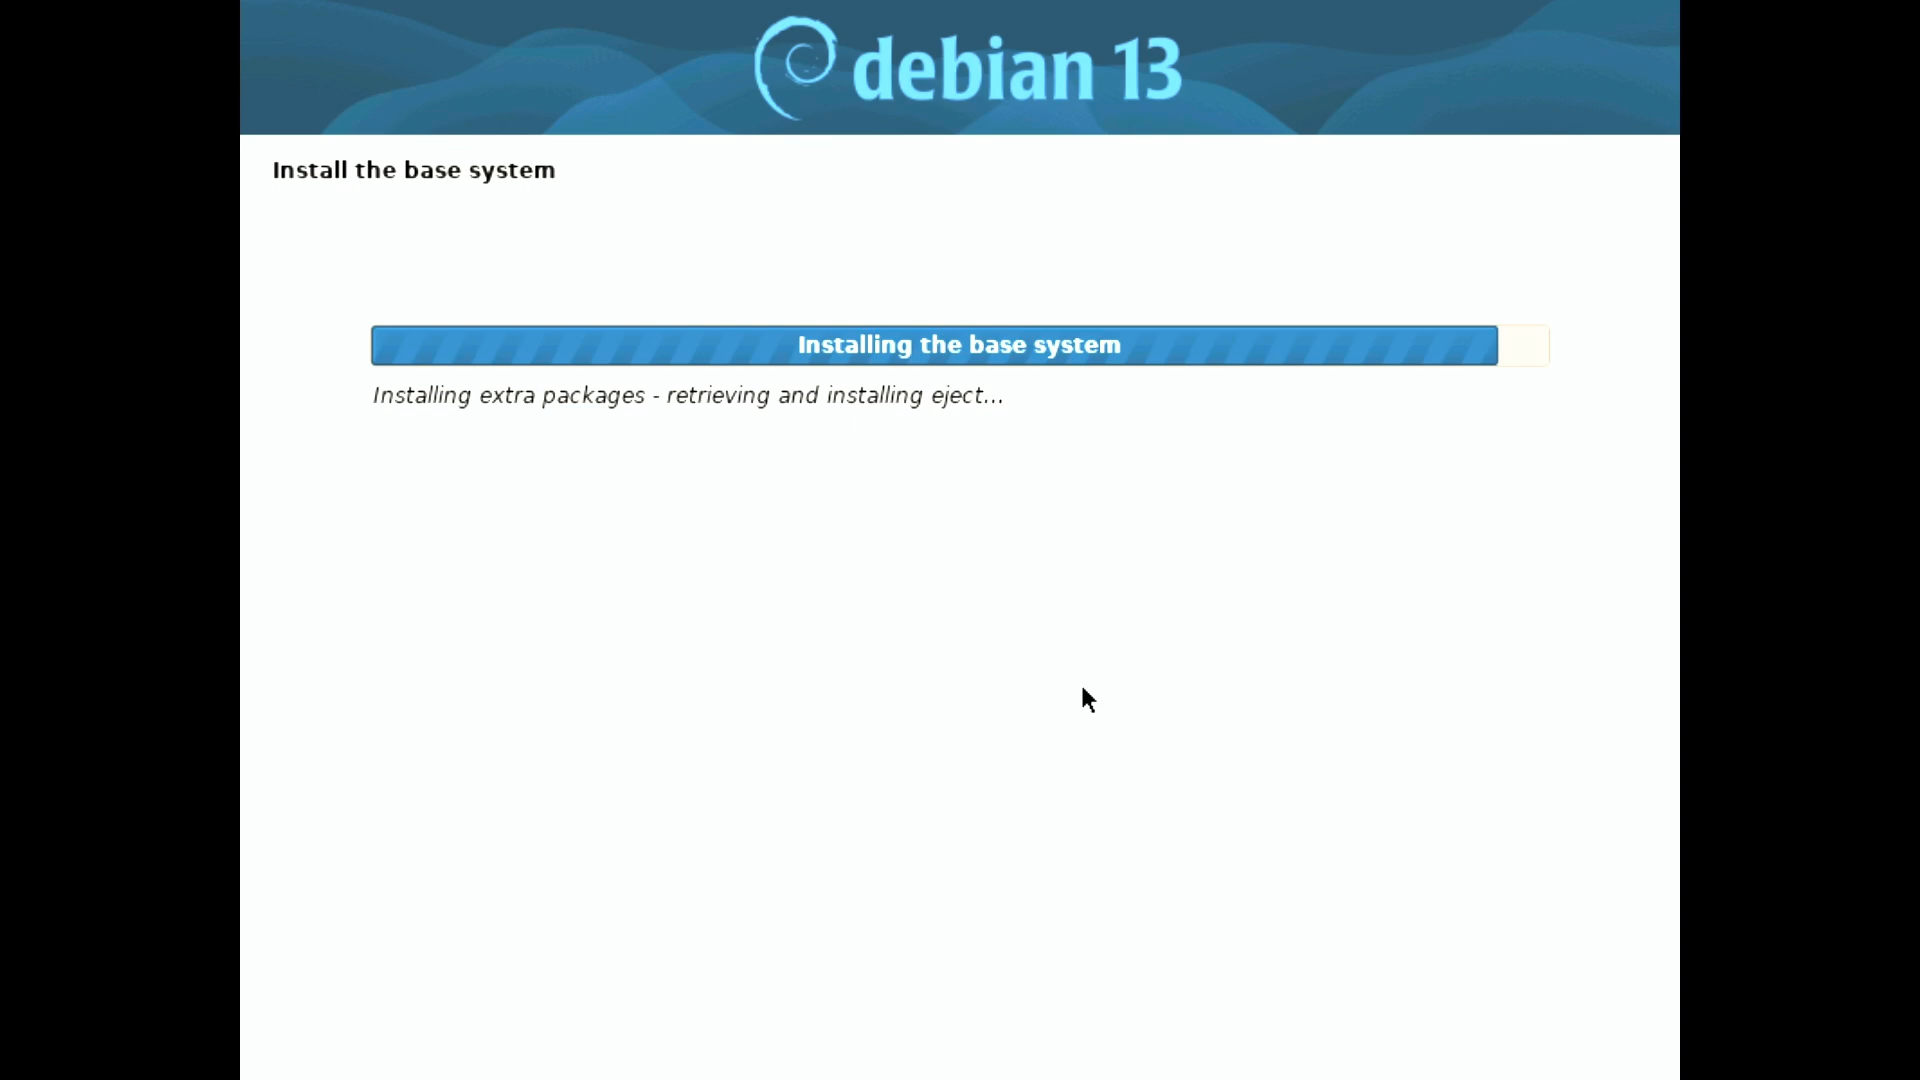 debian 13
Install the base system
Installing the base system
Installing extra packages - retrieving and installing eject...